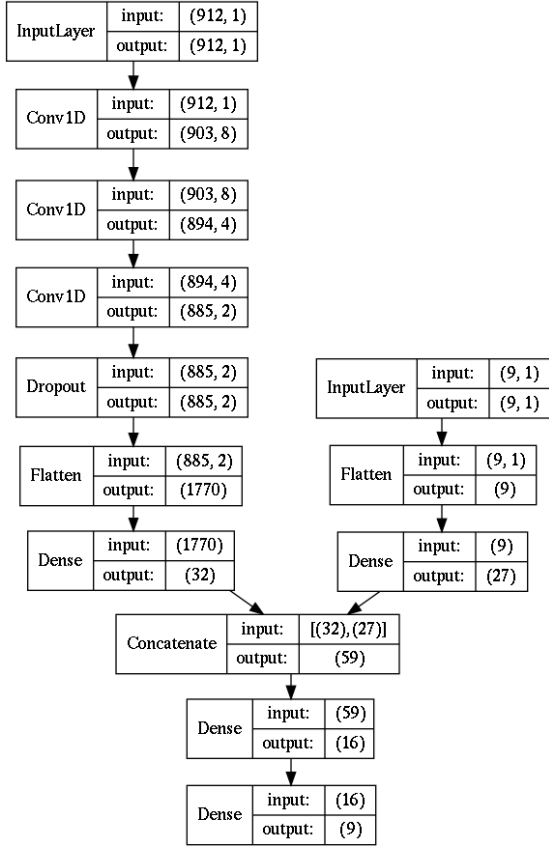 InputLayer
input: (912, 1)
output: (912, 1)
Conv1D
input: (912, 1)
output: (903, 8)
Conv1D
input: (903, 8)
output: (894, 4)
Conv1D
input: (894, 4)
output: (885, 2)
Dropout
input: (885, 2)
output: (885, 2)
Flatten
input: (885, 2)
output: (1770)
Dense
input: (1770)
output: (32)
InputLayer
input: (9, 1)
output: (9, 1)
Flatten
input: (9, 1)
output: (9)
Dense
input: (9)
output: (27)
Concatenate
input: [(32), (27)]
output: (59)
Dense
input: (59)
output: (16)
Dense
input: (16)
output: (9)